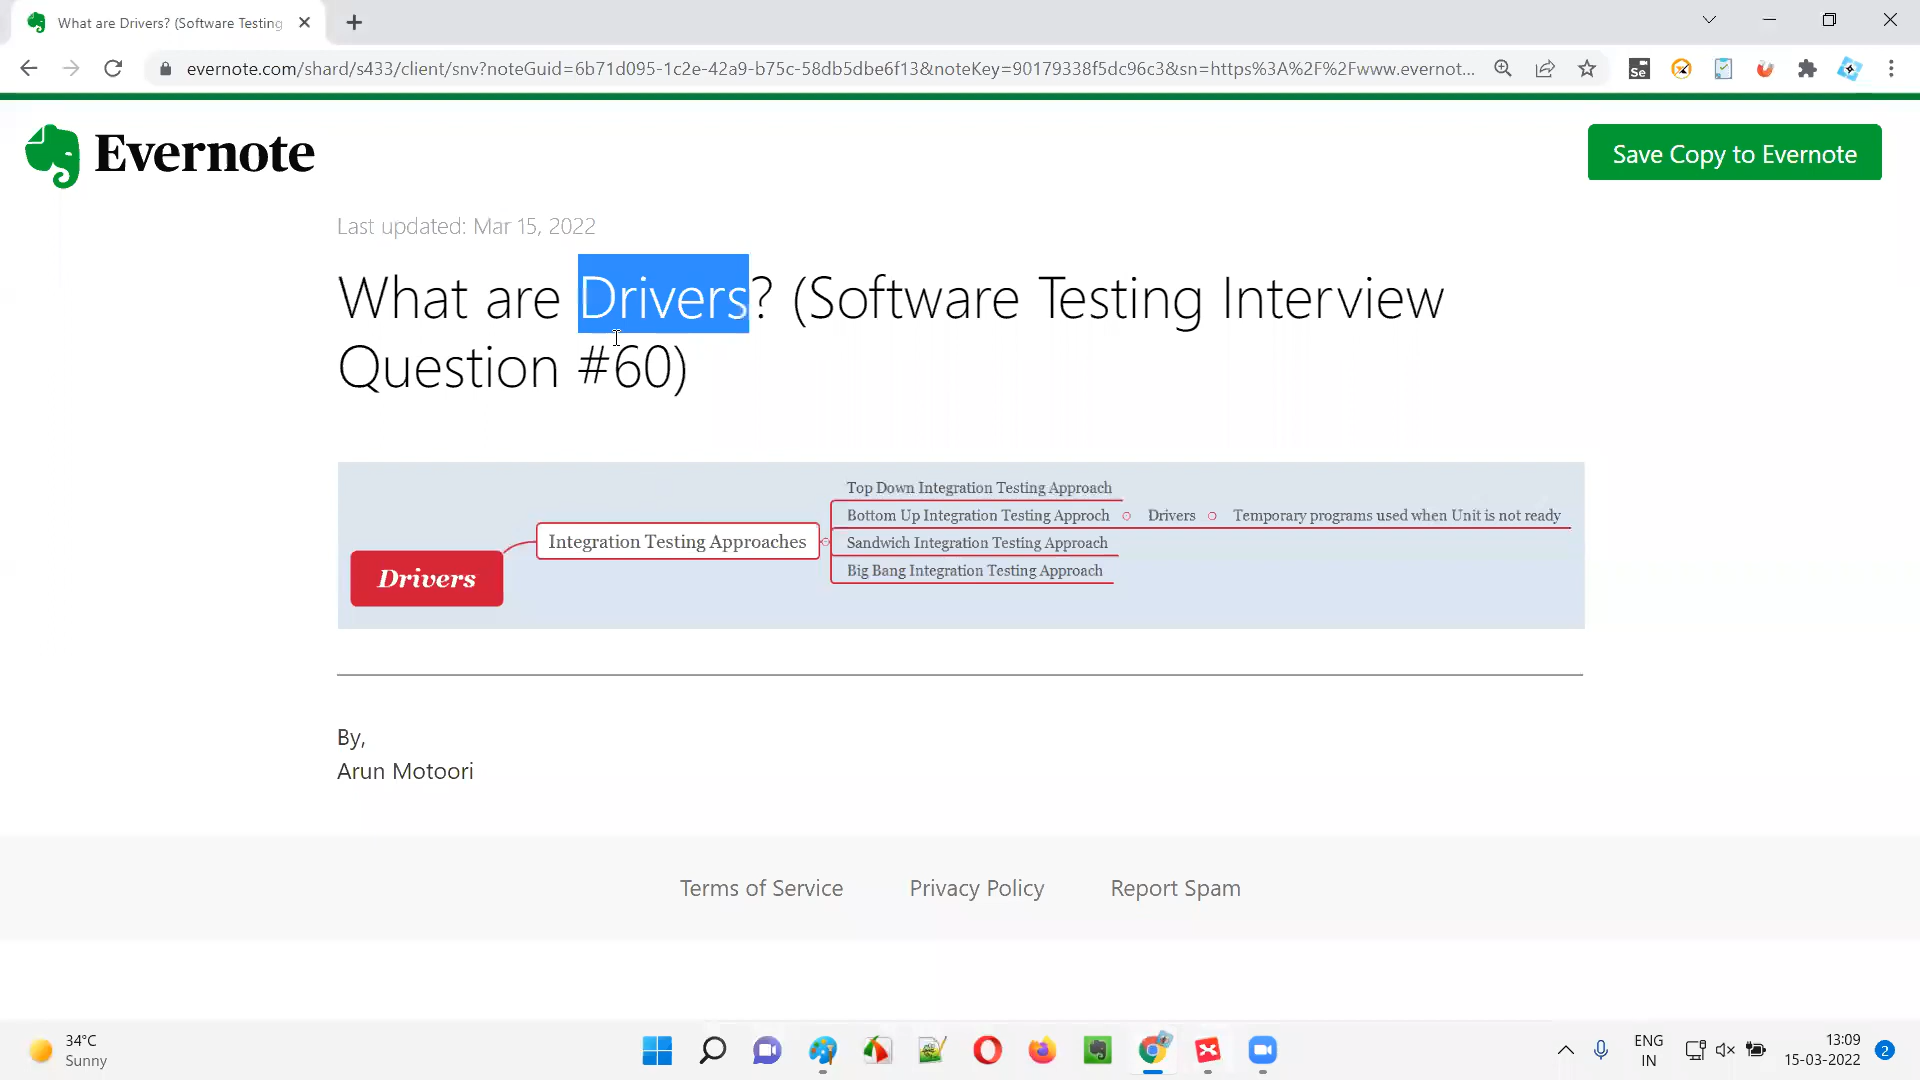 What are Drivers? (Software Testing
evernote.com/shard/s433/client/snv?noteGuid=6b71d095-1c2e-42a9-b75c-58db5dbe6f13&noteKey=90179338f5dc96c3&sn=https%3A%2F%2Fwww.evernot...
Se
Evernote
Save Copy to Evernote
Last updated: Mar 15, 2022
What are Drivers? (Software Testing Interview
Question #60)
Top Down Integration Testing Approach
Bottom Up Integration Testing Approch Drivers Temporary programs used when Unit is not ready
Integration Testing Approaches
Sandwich Integration Testing Approach
Big Bang Integration Testing Approach
Drivers
By,
Arun Motoori
Terms of Service Privacy Policy Report Spam
34°C
Sunny
ENG
IN
13:09
15-03-2022
2